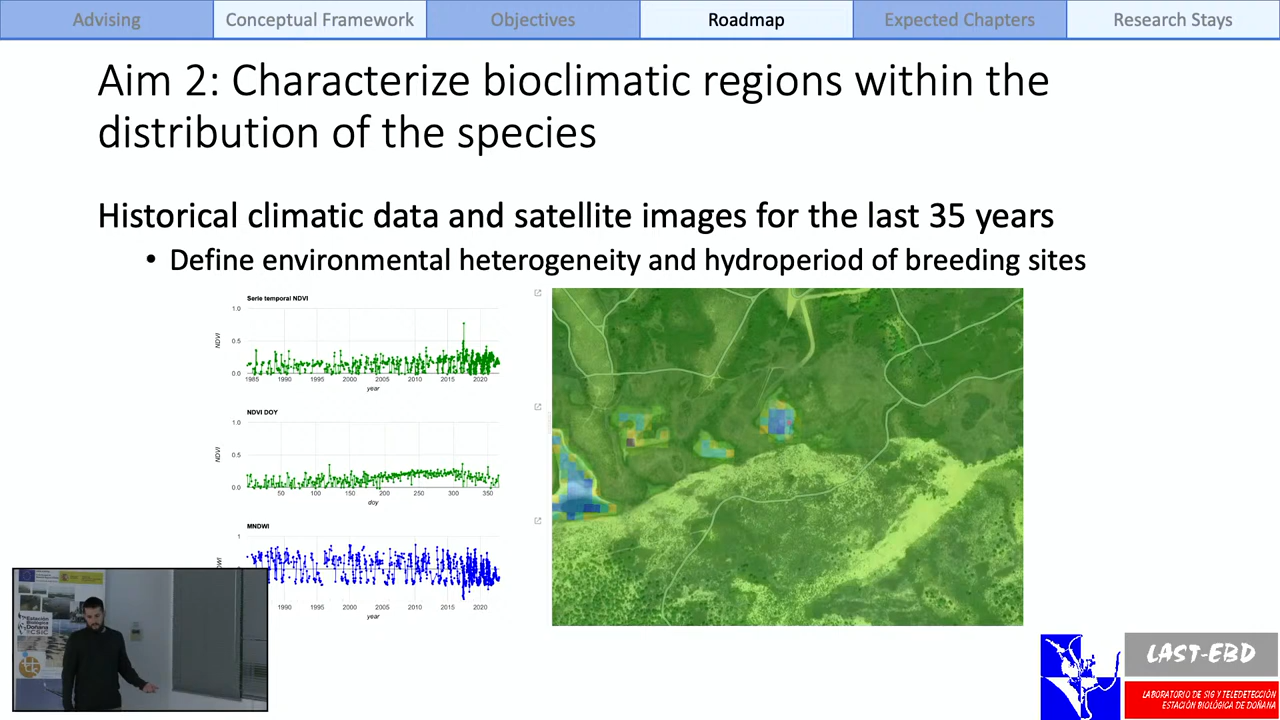 Advising
Conceptual Framework
Objectives
Roadmap
Expected Chapters
Research Stays
Aim 2: Characterize bioclimatic regions within the
distribution of the species
Historical climatic data and satellite images for the last 35 years
• Define environmental heterogeneity and hydroperiod of breeding sites
Serie temporal NDVI
1.0
0.5
0.0
NDVI
1985 1990 1995 2000 2005 2010 2015 2020
year
NDVI DOY
1.0
0.5
0.0
NDVI
50 100 150 200 250 300 350
doy
MNDWI
1
1990 1995 2000 2005 2010 2015 2020
year
Estación
Biológica
Doñana
CSIC
LAST-EBD
LABORATORIO DE SIG Y TELEDETECCIÓN
ESTACIÓN BIOLÓGICA DE DOÑANA